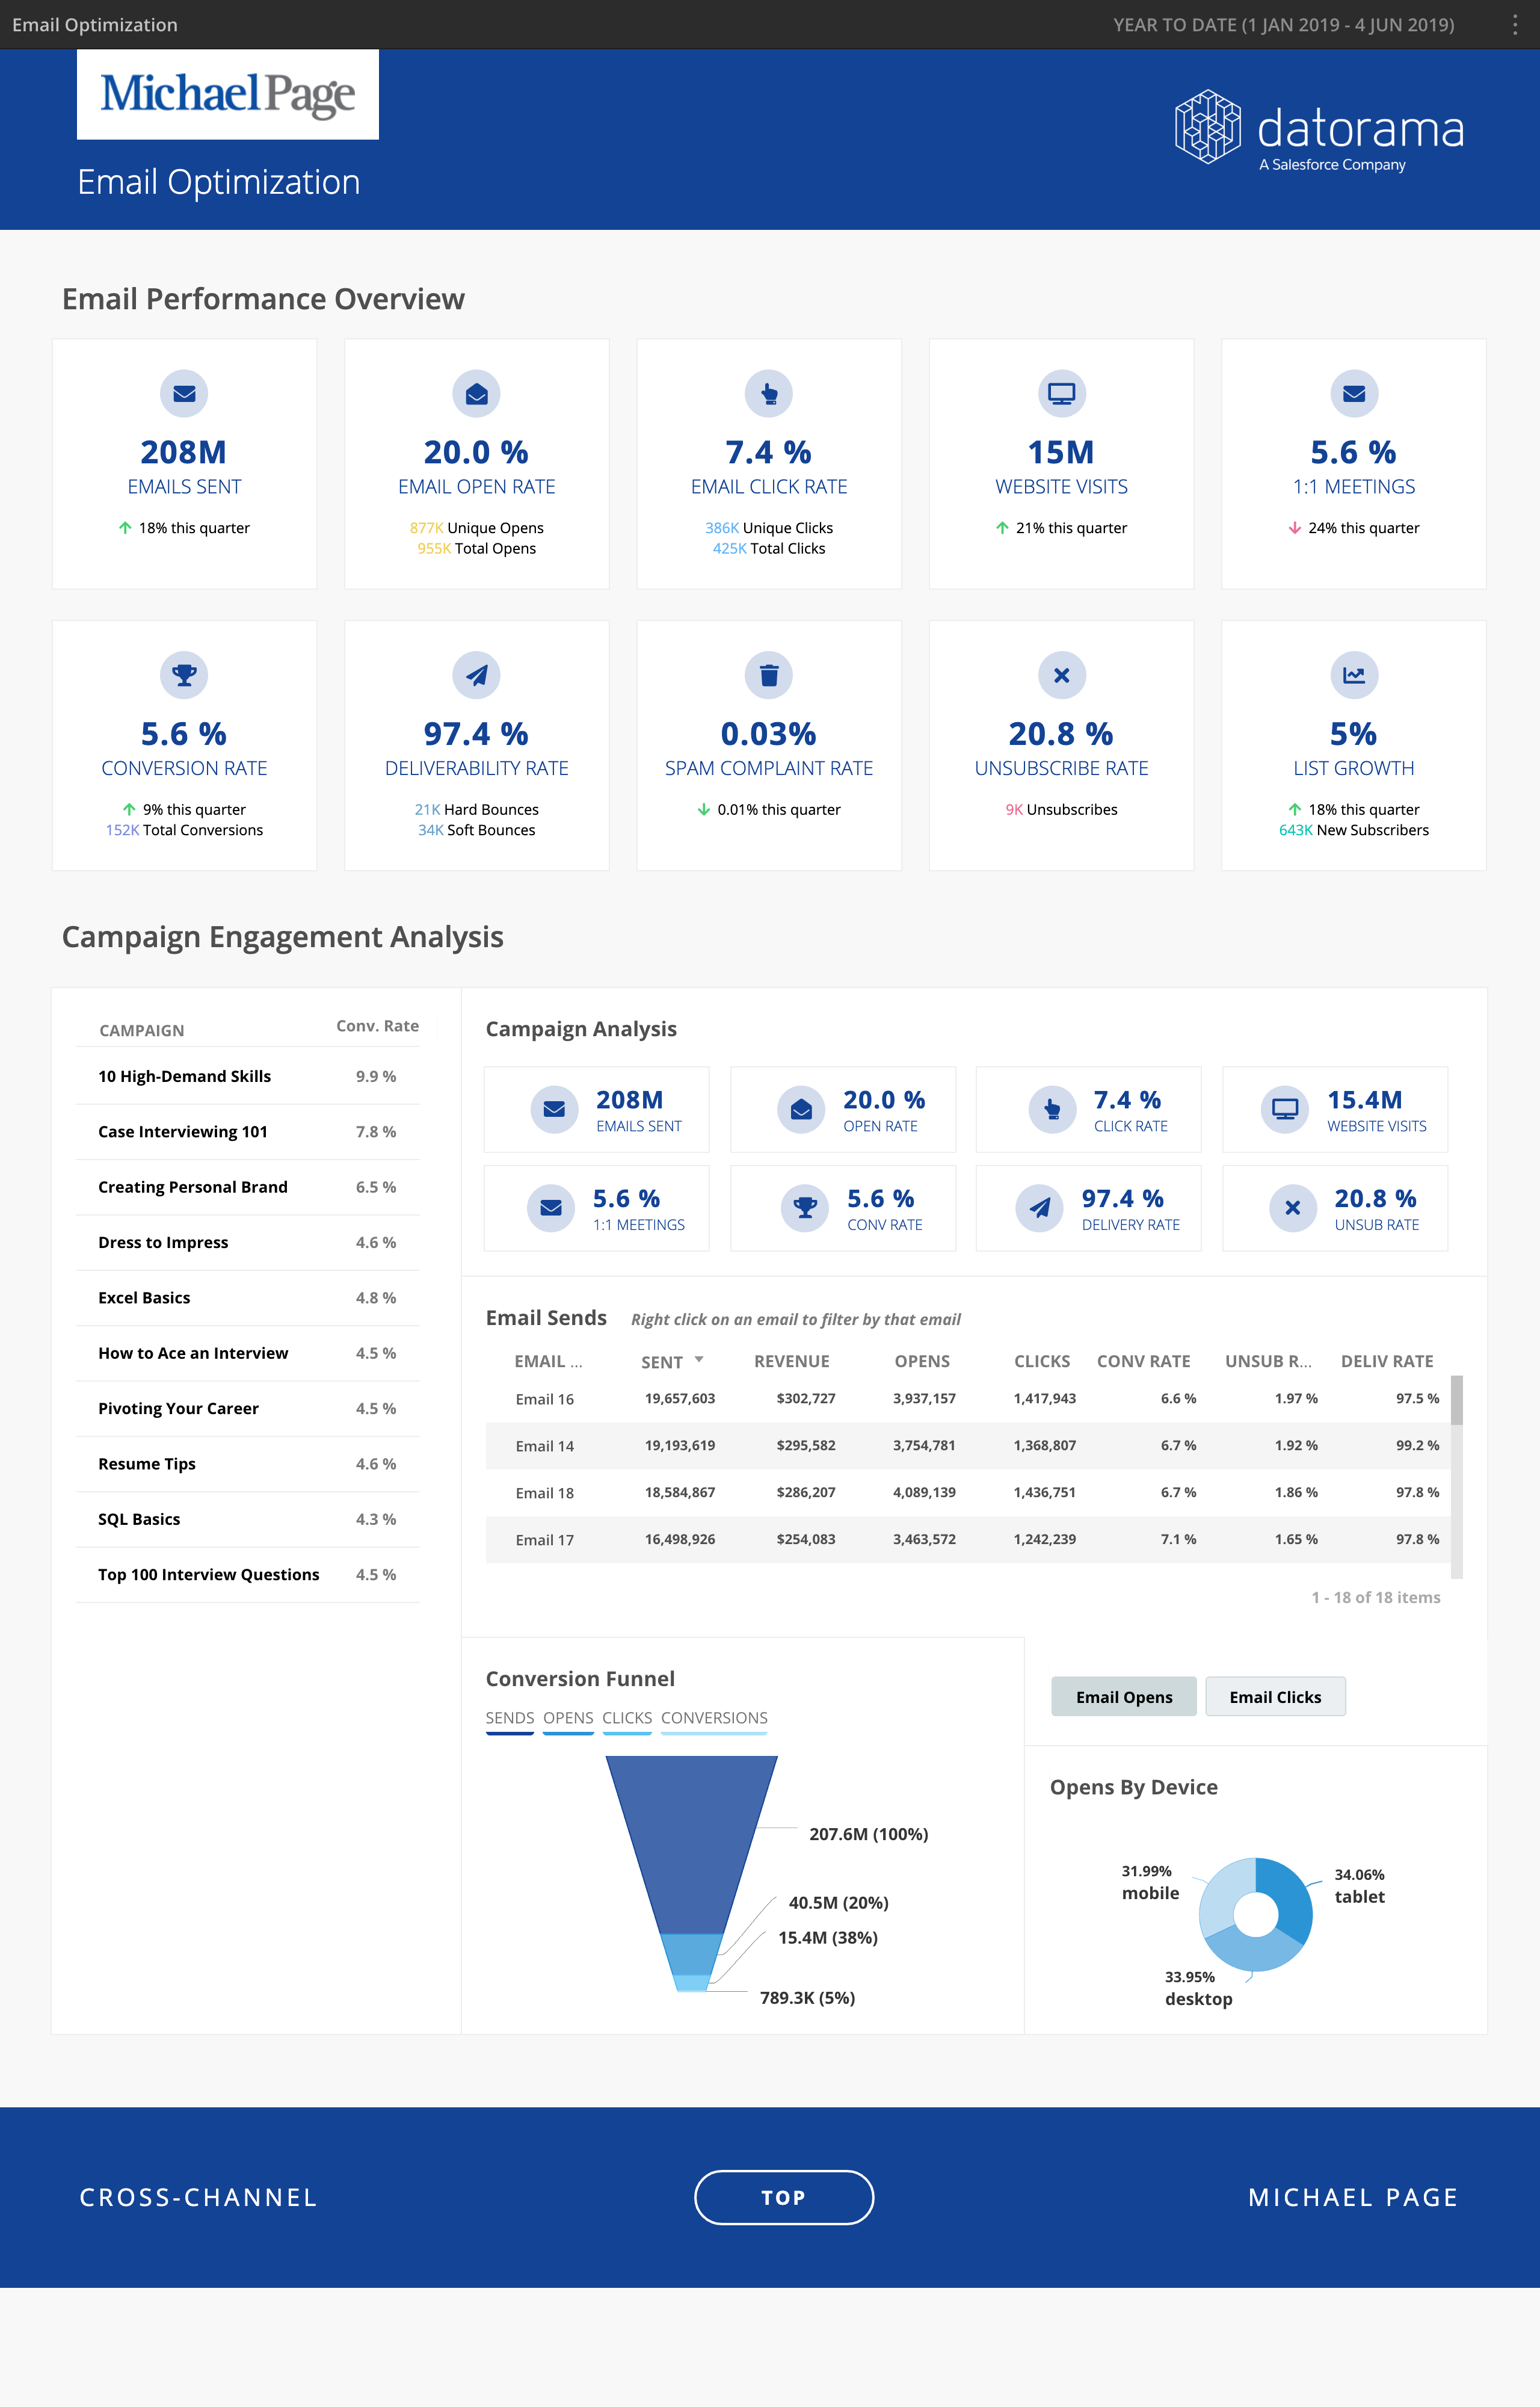 Email Optimization
YEAR TO DATE (1 JAN 2019 - 4 JUN 2019)
Michael Page
datorama
A Salesforce Company
Email Optimization
Email Performance Overview
208M
EMAILS SENT
18% this quarter
20.0 %
EMAIL OPEN RATE
877K Unique Opens
955K Total Opens
7.4 %
EMAIL CLICK RATE
386K Unique Clicks
425K Total Clicks
15M
WEBSITE VISITS
21% this quarter
5.6 %
1:1 MEETINGS
24% this quarter
5.6 %
CONVERSION RATE
9% this quarter
152K Total Conversions
97.4 %
DELIVERABILITY RATE
21K Hard Bounces
34K Soft Bounces
0.03%
SPAM COMPLAINT RATE
0.01% this quarter
20.8 %
UNSUBSCRIBE RATE
9K Unsubscribes
5%
LIST GROWTH
18% this quarter
643K New Subscribers
Campaign Engagement Analysis
CAMPAIGN Conv. Rate
10 High-Demand Skills 9.9 %
Case Interviewing 101 7.8 %
Creating Personal Brand 6.5 %
Dress to Impress 4.6 %
Excel Basics 4.8 %
How to Ace an Interview 4.5 %
Pivoting Your Career 4.5 %
Resume Tips 4.6 %
SQL Basics 4.3 %
Top 100 Interview Questions 4.5 %
Campaign Analysis
208M
EMAILS SENT
20.0 %
OPEN RATE
7.4 %
CLICK RATE
15.4M
WEBSITE VISITS
5.6 %
1:1 MEETINGS
5.6 %
CONV RATE
97.4 %
DELIVERY RATE
20.8 %
UNSUB RATE
Email Sends Right click on an email to filter by that email
EMAIL ... SENT REVENUE OPENS CLICKS CONV RATE UNSUB R... DELIV RATE
Email 16 19,657,603 $302,727 3,937,157 1,417,943 6.6 % 1.97 % 97.5 %
Email 14 19,193,619 $295,582 3,754,781 1,368,807 6.7 % 1.92 % 99.2 %
Email 18 18,584,867 $286,207 4,089,139 1,436,751 6.7 % 1.86 % 97.8 %
Email 17 16,498,926 $254,083 3,463,572 1,242,239 7.1 % 1.65 % 97.8 %
1 - 18 of 18 items
Conversion Funnel
SENDS OPENS CLICKS CONVERSIONS
207.6M (100%)
40.5M (20%)
15.4M (38%)
789.3K (5%)
Email Opens Email Clicks
Opens By Device
31.99%
mobile
34.06%
tablet
33.95%
desktop
CROSS-CHANNEL
TOP
MICHAEL PAGE